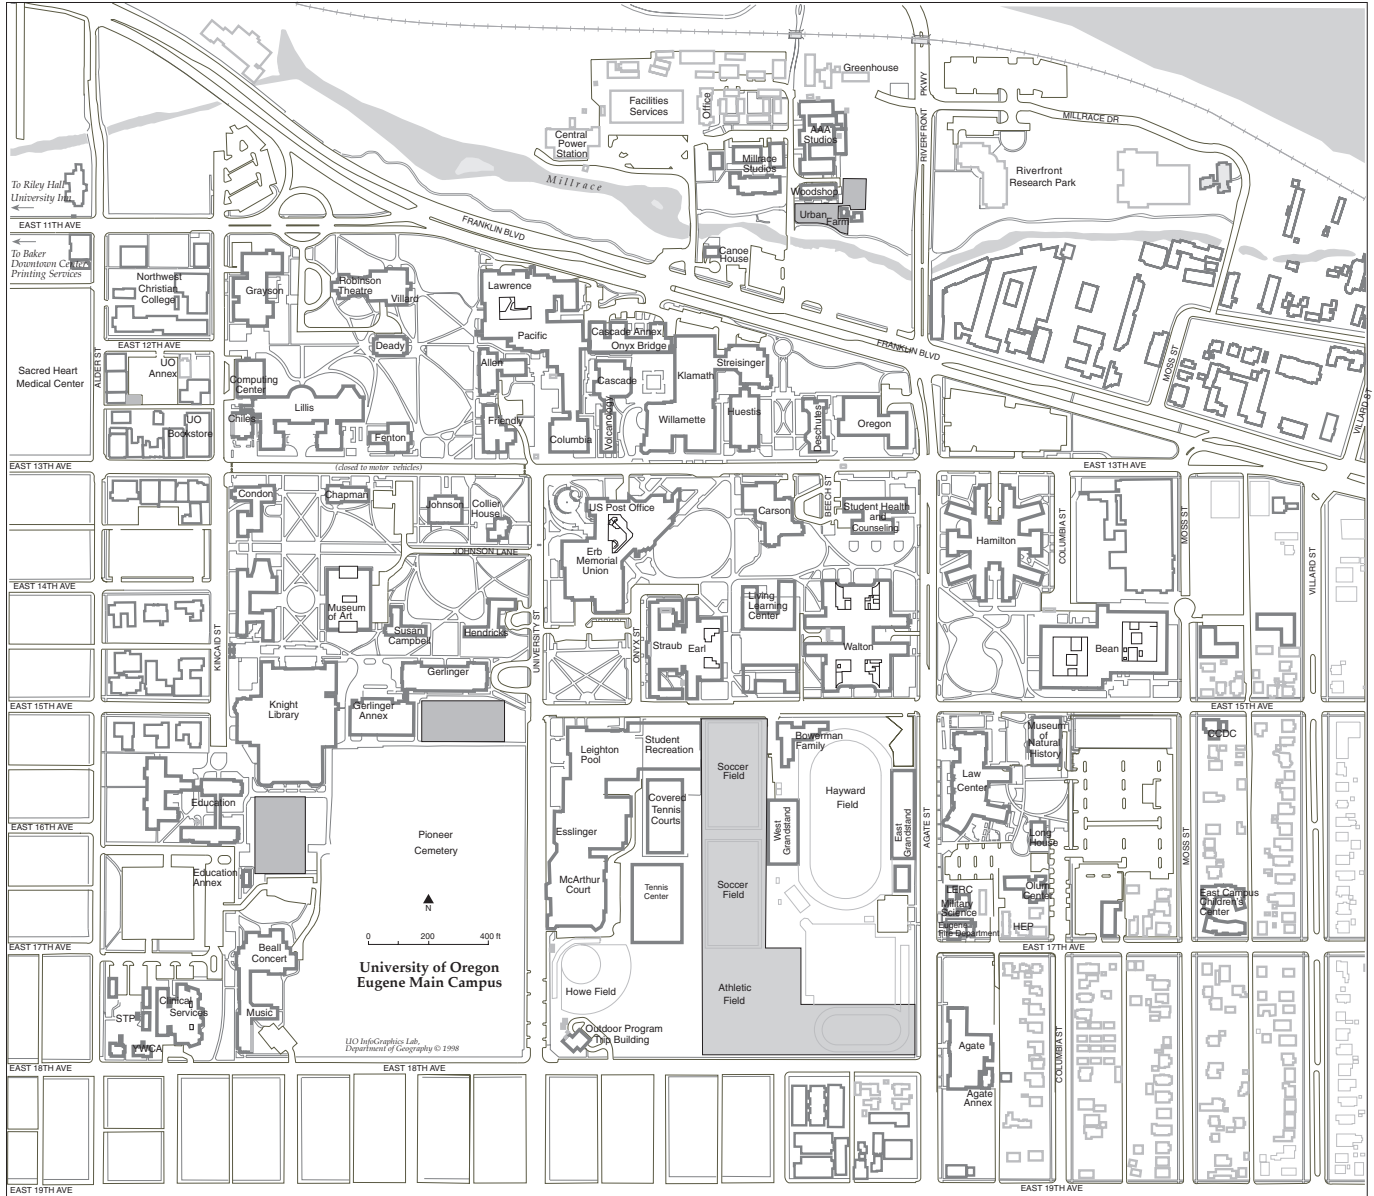 Greenhouse
Facilities
Services
Office
RIVERFRONT PKWY
MILLRACE DR
AAA
Studios
Central
Power
Station
Millrace
Studios
Riverfront
Research Park
Millrace
To Riley Hall
University Inn
Woodshop
Urban
Farm
EAST 11TH AVE
FRANKLIN BLVD
To Baker
Downtown Center
Printing Services
Canoe
House
Northwest
Christian
College
Grayson
Robinson
Theatre
Villard
Lawrence
Pacific
Cascade Annex
Onyx Bridge
EAST 12TH AVE
Deady
FRANKLIN BLVD
MOSS ST
Sacred Heart
Medical Center
ALDER ST
UO
Annex
Allen
Streisinger
Klamath
Computing
Center
Cascade
VILLARD ST
Lillis
Chiles
UO
Bookstore
Friendly
Volcanology
Willamette
Huestis
Deschutes
Oregon
Fenton
Columbia
EAST 13TH AVE
(closed to motor vehicles)
EAST 13TH AVE
Condon
Chapman
Johnson
Collier
House
US Post Office
Carson
BEECH ST
Student Health
and
Counseling
COLUMBIA ST
MOSS ST
Hamilton
JOHNSON LANE
Erb
Memorial
Union
VILLARD ST
EAST 14TH AVE
Museum
of Art
Living
Learning
Center
KINCAID ST
Susan
Campbell
Hendricks
UNIVERSITY ST
ONYX ST
Straub
Earl
Walton
Bean
Gerlinger
Knight
Library
Gerlinger
Annex
EAST 15TH AVE
EAST 15TH AVE
Leighton
Pool
Student
Recreation
Bowerman
Family
Museum
of
Natural
History
CCDC
Soccer
Field
Law
Center
Hayward
Field
Education
Covered
Tennis
Courts
West
Grandstand
East
Grandstand
AGATE ST
EAST 16TH AVE
Pioneer
Cemetery
Esslinger
Long
House
MOSS ST
Education
Annex
McArthur
Court
Tennis
Center
Soccer
Field
LERC
Military
Science
Olum
Center
East Campus
Children's
Center
N
Eugene
Fire Department
HEP
0 200 400 ft
EAST 17TH AVE
EAST 17TH AVE
Beall
Concert
University of Oregon
Eugene Main Campus
Howe Field
Athletic
Field
Clinical
Services
STP
Music
Outdoor Program
Trip Building
YWCA
UO InfoGraphics Lab,
Department of Geography © 1998
Agate
COLUMBIA ST
EAST 18TH AVE
EAST 18TH AVE
Agate
Annex
EAST 19TH AVE
EAST 19TH AVE